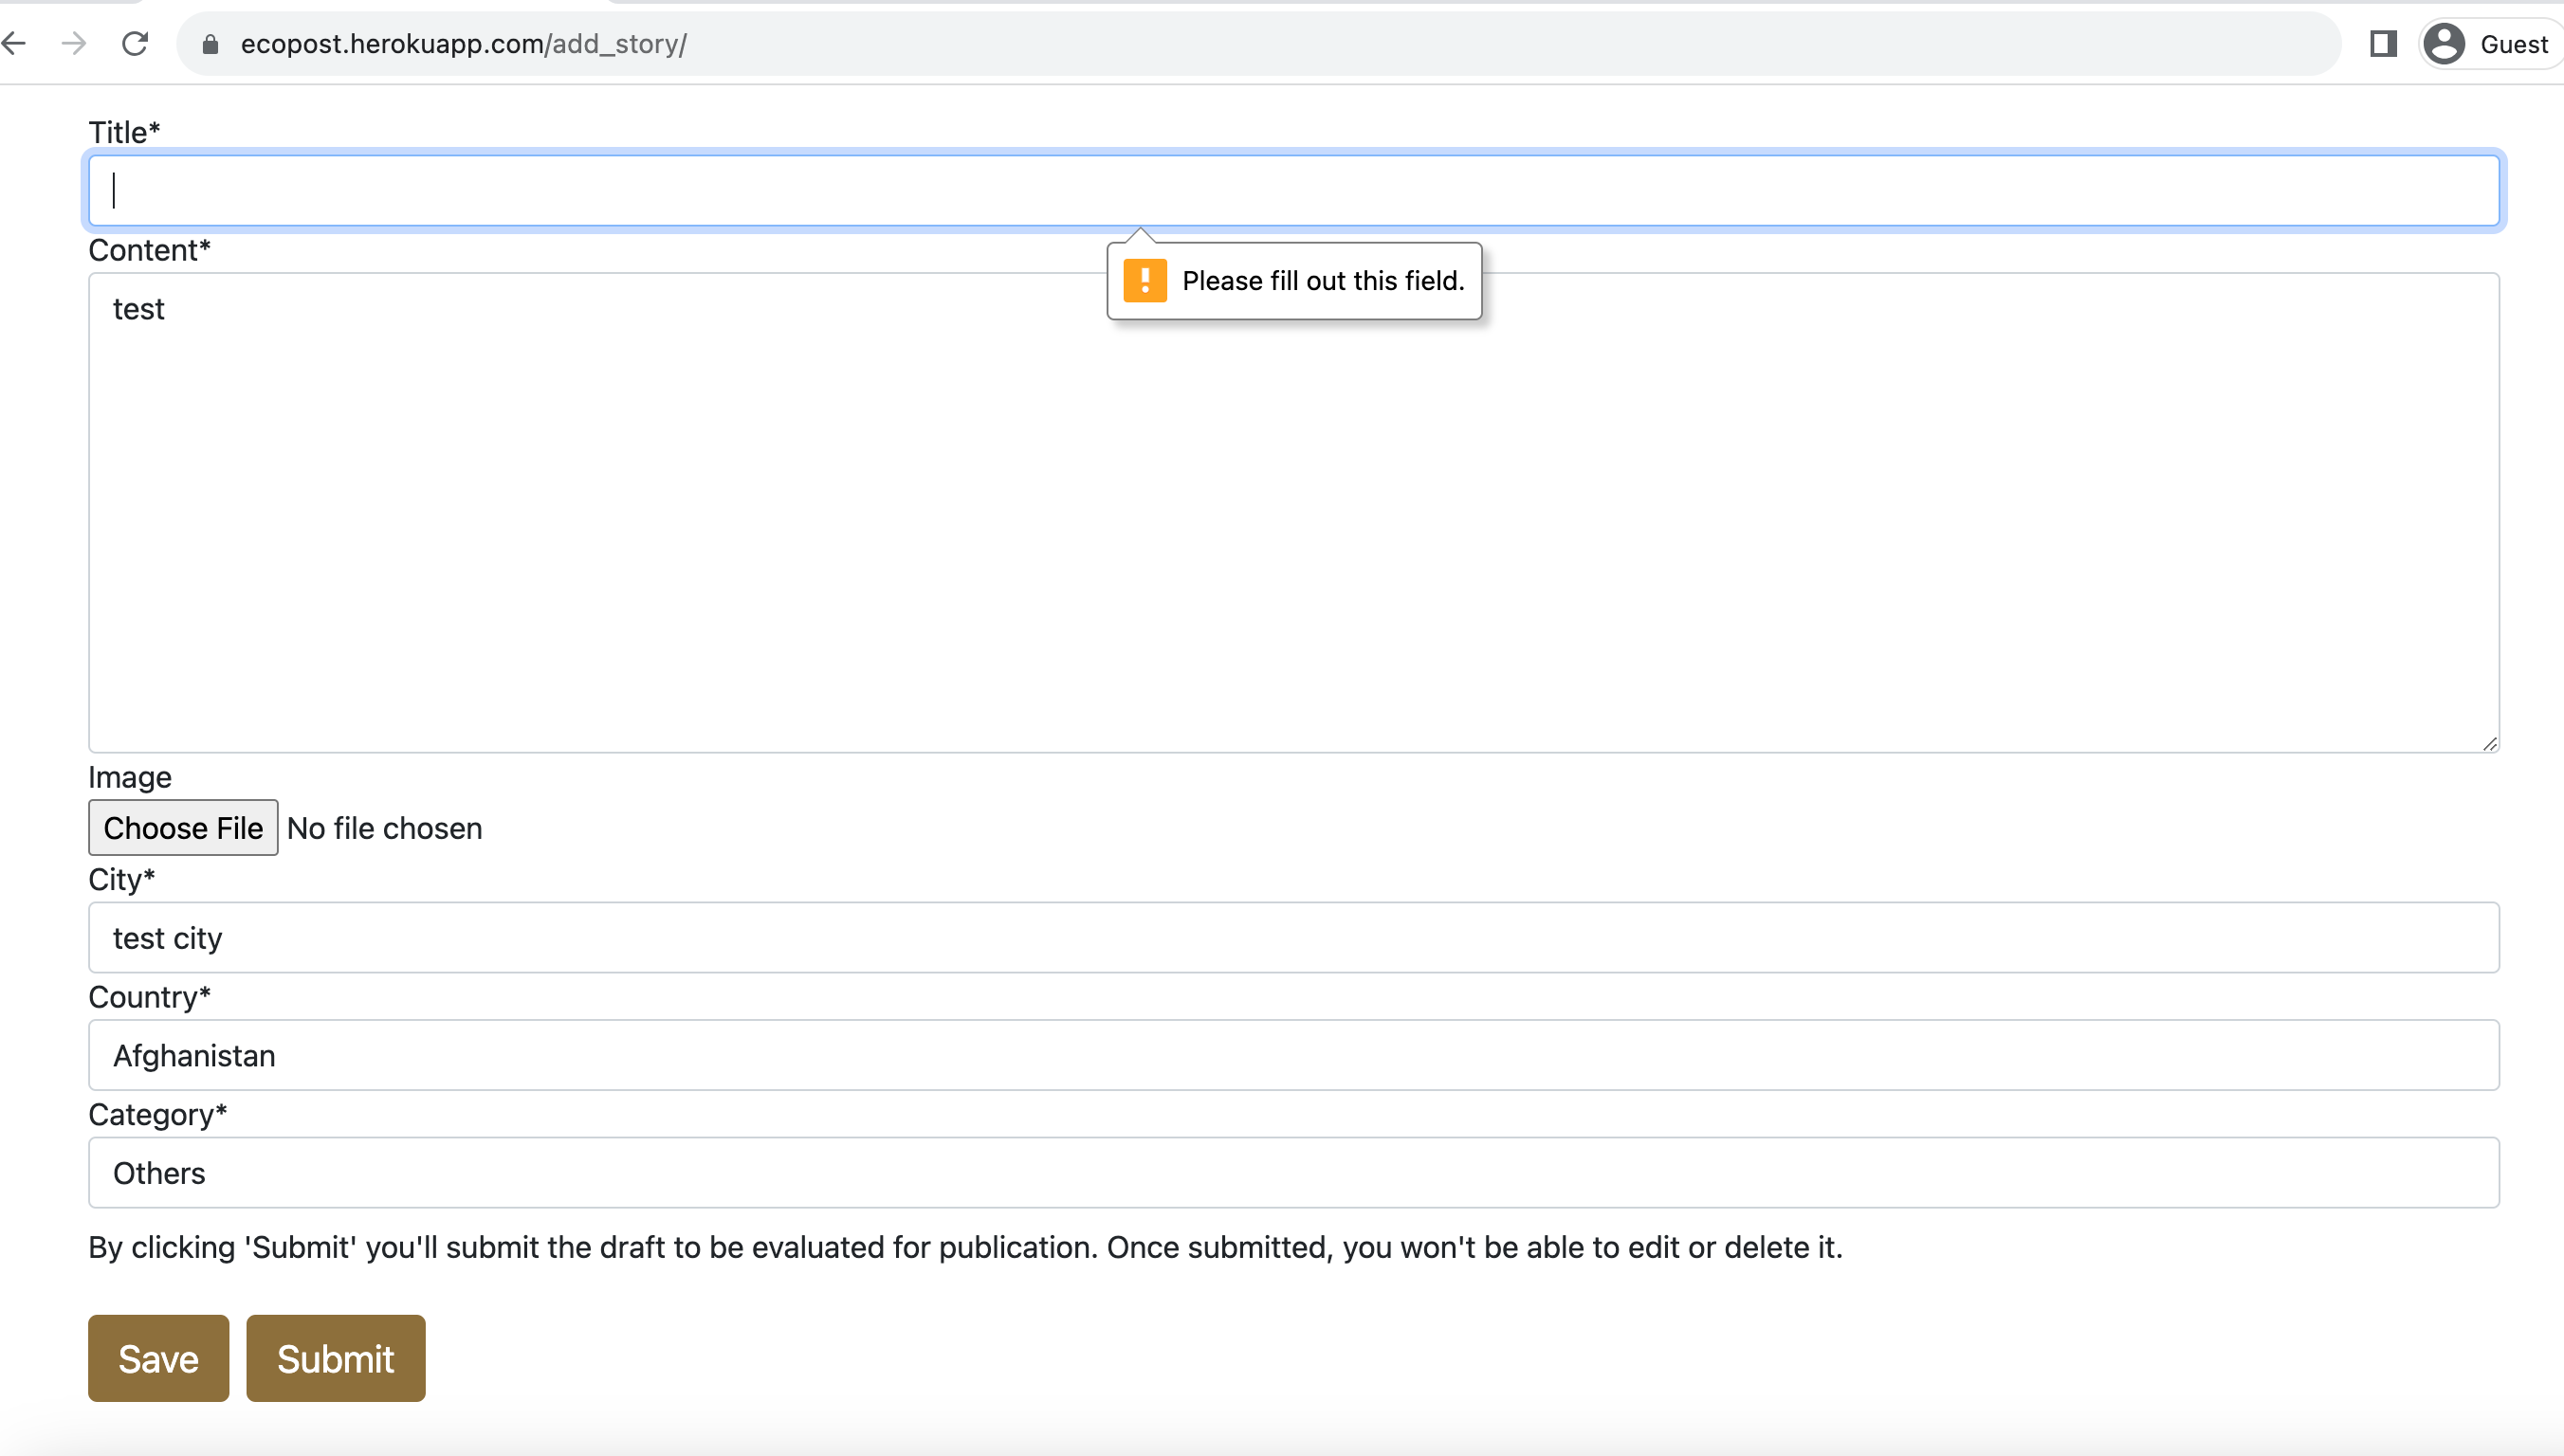 ecopost.herokuapp.com/add_story/
Guest
Title*
Please fill out this field.
Content*
test
Image
Choose File No file chosen
City*
test city
Country*
Afghanistan
Category*
Others
By clicking 'Submit' you'll submit the draft to be evaluated for publication. Once submitted, you won't be able to edit or delete it.
Save Submit